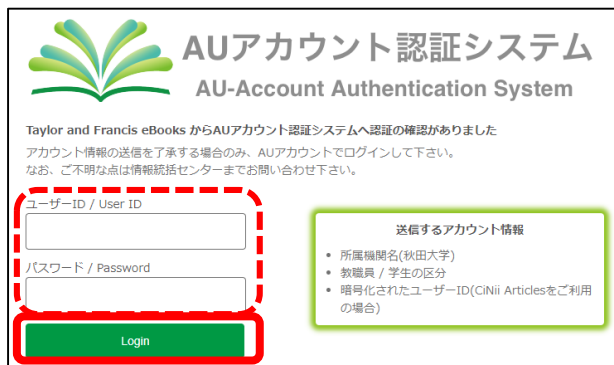 AUアカウント認証システム
AU-Account Authentication System
Taylor and Francis eBooks からAUアカウント認証システムへ認証の確認がありました
アカウント情報の送信を了承する場合のみ、AUアカウントでログインして下さい。
なお、ご不明な点は情報統括センターまでお問い合わせ下さい。
ユーザーID / User ID
パスワード / Password
Login
送信するアカウント情報
• 所属機関名(秋田大学)
• 教職員 / 学生の区分
• 暗号化されたユーザーID(CiNii Articlesをご利用
の場合)